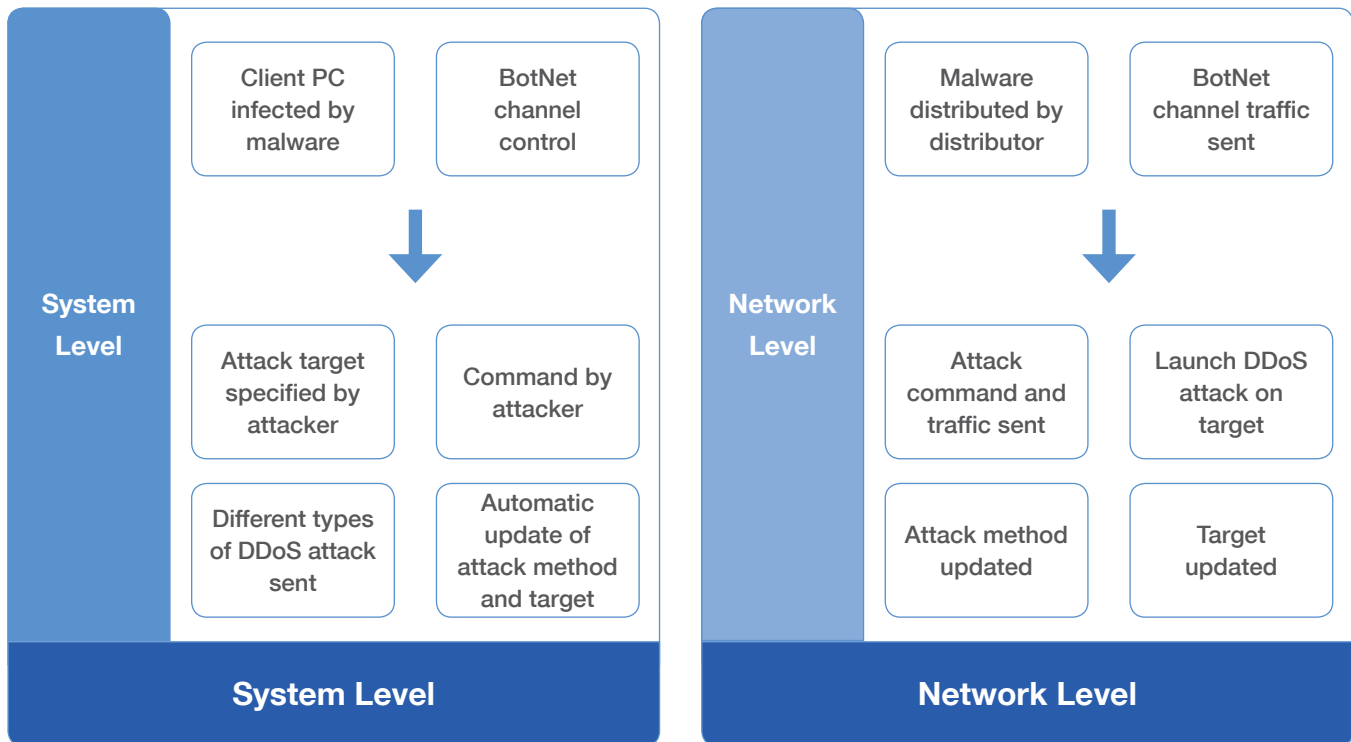 System
Level
Client PC
infected by
malware
BotNet
channel
control
Attack target
specified by
attacker
Command by
attacker
Different types
of DDoS attack
sent
Automatic
update of
attack method
and target
System Level
Network
Level
Malware
distributed by
distributor
BotNet
channel traffic
sent
Attack
command and
traffic sent
Launch DDoS
attack on
target
Attack method
updated
Target
updated
Network Level